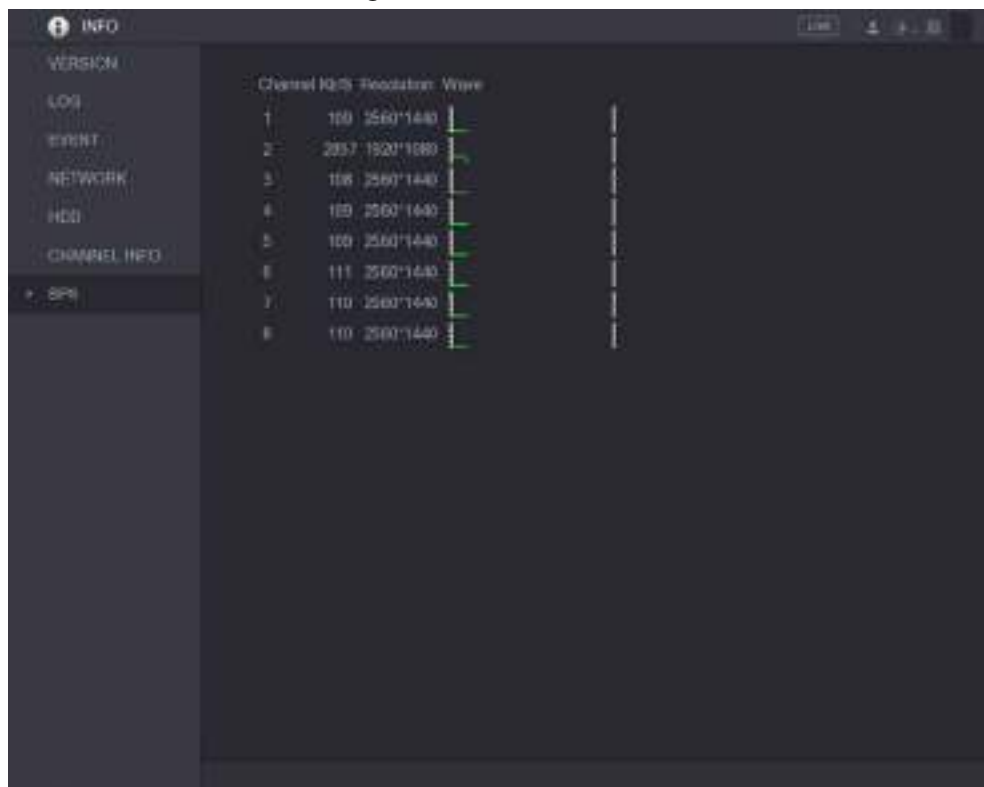 INFO
LIVE
VERSION
LOG
EVENT
NETWORK
HDD
CHANNEL INFO
BPS
Channel Kb/S Resolution Wave
1 109 2560*1440
2 2857 1920*1080
3 108 2560*1440
4 109 2560*1440
5 109 2560*1440
6 111 2560*1440
7 110 2560*1440
8 110 2560*1440